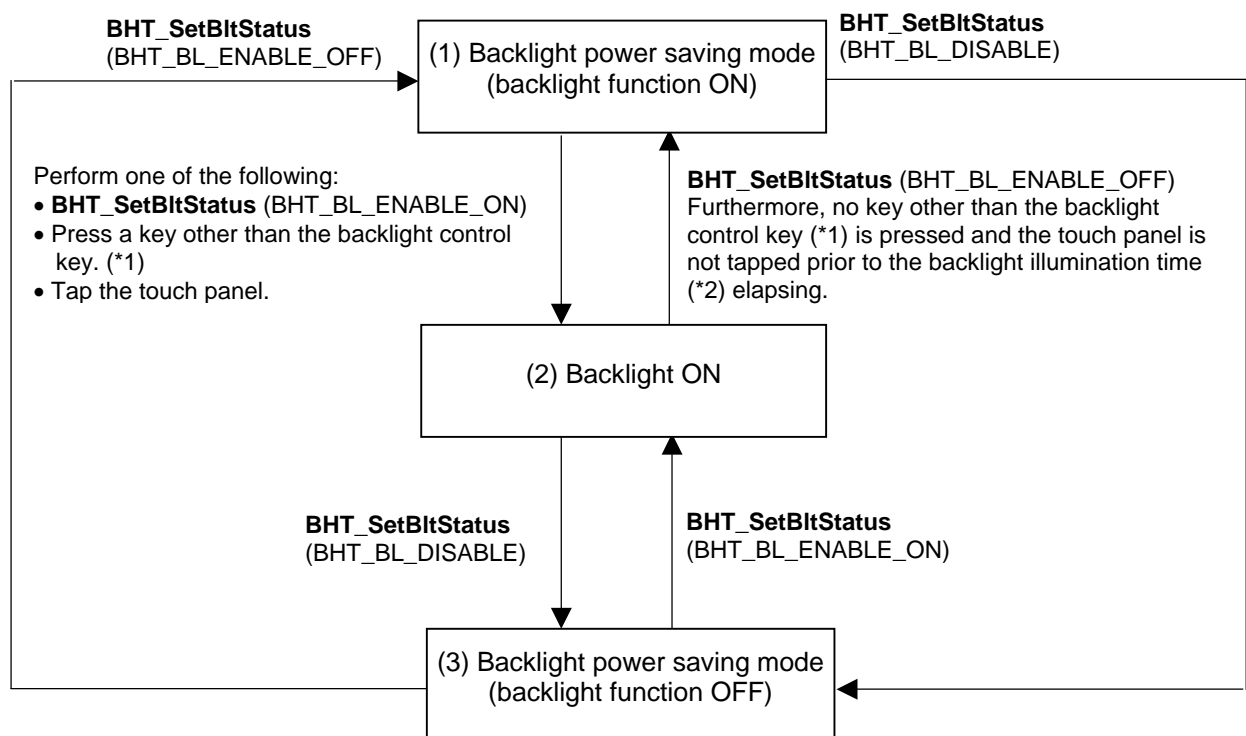 BHT_SetBltStatus
(BHT_BL_ENABLE_OFF)
(1) Backlight power saving mode
(backlight function ON)
BHT_SetBltStatus
(BHT_BL_DISABLE)
Perform one of the following:
• BHT_SetBltStatus (BHT_BL_ENABLE_ON)
• Press a key other than the backlight control
key. (*1)
• Tap the touch panel.
BHT_SetBltStatus (BHT_BL_ENABLE_OFF)
Furthermore, no key other than the backlight
control key (*1) is pressed and the touch panel is
not tapped prior to the backlight illumination time
(*2) elapsing.
(2) Backlight ON
BHT_SetBltStatus
(BHT_BL_DISABLE)
BHT_SetBltStatus
(BHT_BL_ENABLE_ON)
(3) Backlight power saving mode
(backlight function OFF)